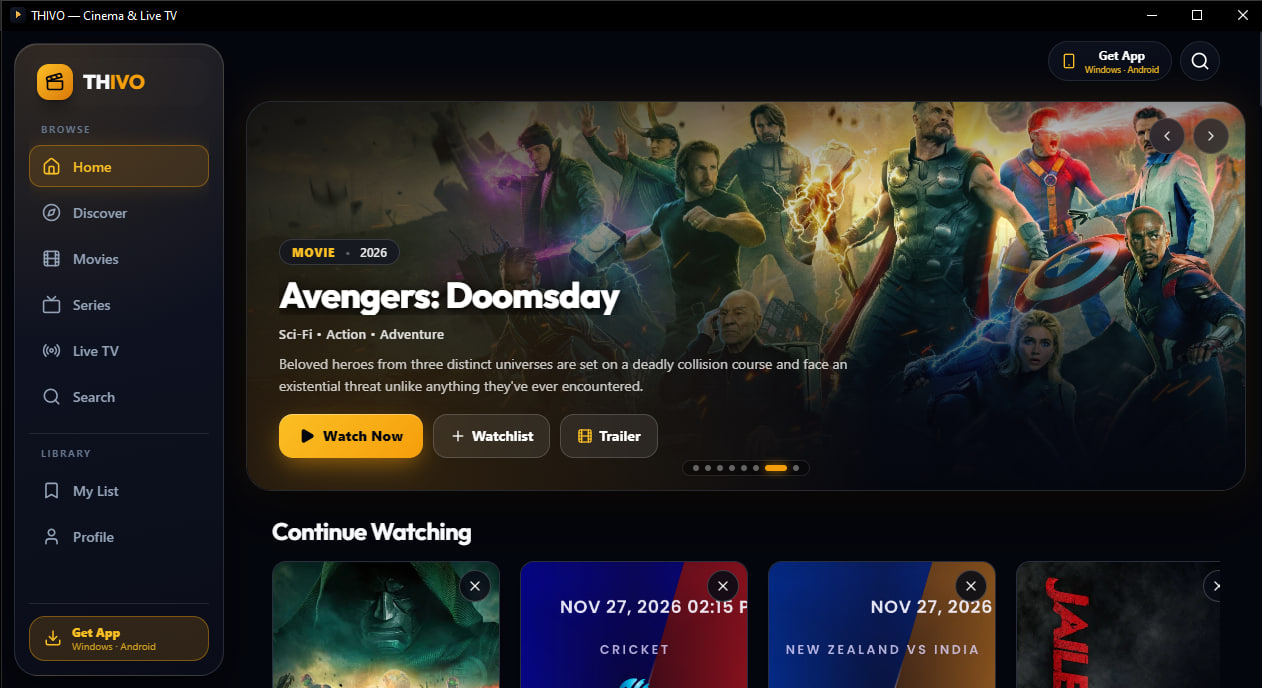 THIVO — Cinema & Live TV
THIVO
BROWSE
Home
Discover
Movies
Series
Live TV
Search
LIBRARY
My List
Profile
Get App
Windows · Android
Get App
Windows · Android
MOVIE • 2026
Avengers: Doomsday
Sci-Fi • Action • Adventure
Beloved heroes from three distinct universes are set on a deadly collision course and face an
existential threat unlike anything they've ever encountered.
Watch Now
Watchlist
Trailer
Continue Watching
NOV 27, 2026 02:15 P
CRICKET
NOV 27, 2026
NEW ZEALAND VS INDIA
JAILE